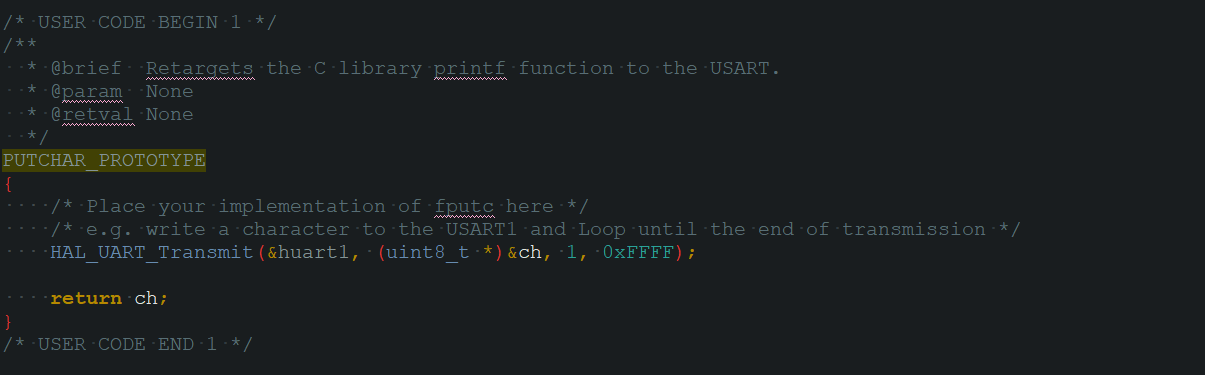 /* USER CODE BEGIN 1 */
/**
  * @brief  Retargets the C library printf function to the USART.
  * @param  None
  * @retval None
  */
PUTCHAR_PROTOTYPE
{
    /* Place your implementation of fputc here */
    /* e.g. write a character to the USART1 and Loop until the end of transmission */
    HAL_UART_Transmit(&huart1, (uint8_t *)&ch, 1, 0xFFFF);

    return ch;
}
/* USER CODE END 1 */